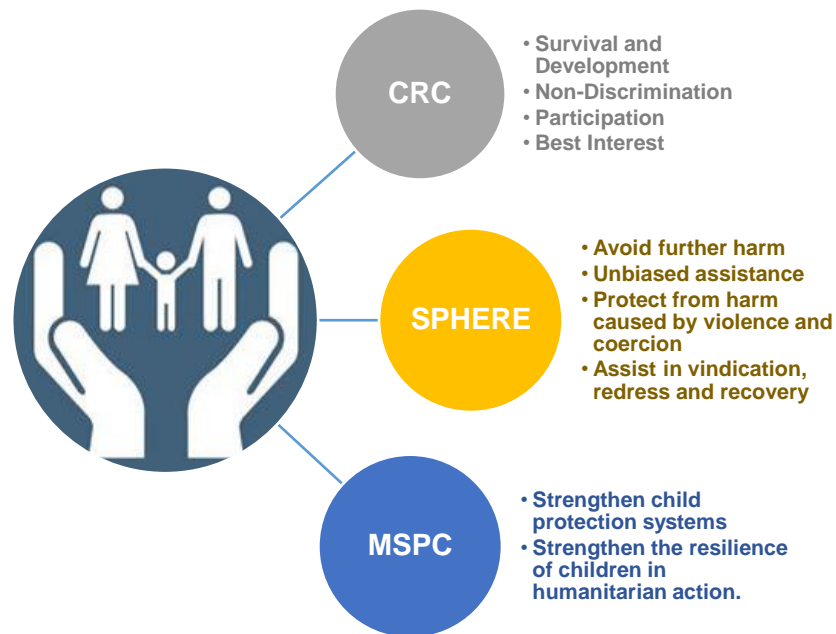 CRC
• Survival and
Development
• Non-Discrimination
• Participation
• Best Interest
SPHERE
• Avoid further harm
• Unbiased assistance
• Protect from harm
caused by violence and
coercion
• Assist in vindication,
redress and recovery
MSPC
• Strengthen child
protection systems
• Strengthen the resilience
of children in
humanitarian action.